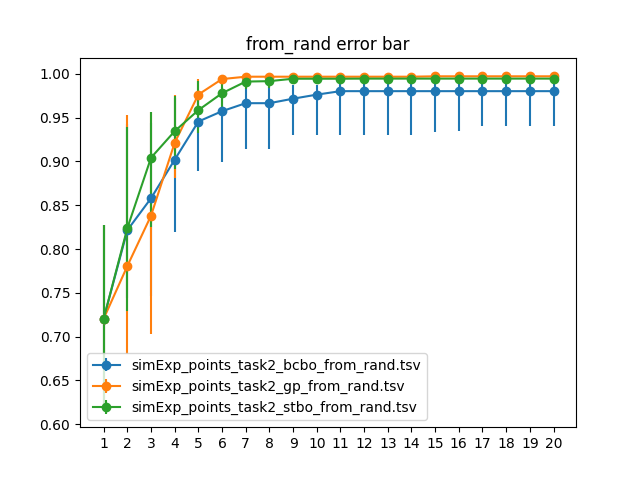 from_rand error bar
1.00
0.95
0.90
0.85
0.80
0.75
0.70
0.65
0.60
simExp_points_task2_bcbo_from_rand.tsv
simExp_points_task2_gp_from_rand.tsv
simExp_points_task2_stbo_from_rand.tsv
1 2 3 4 5 6 7 8 9 10 11 12 13 14 15 16 17 18 19 20